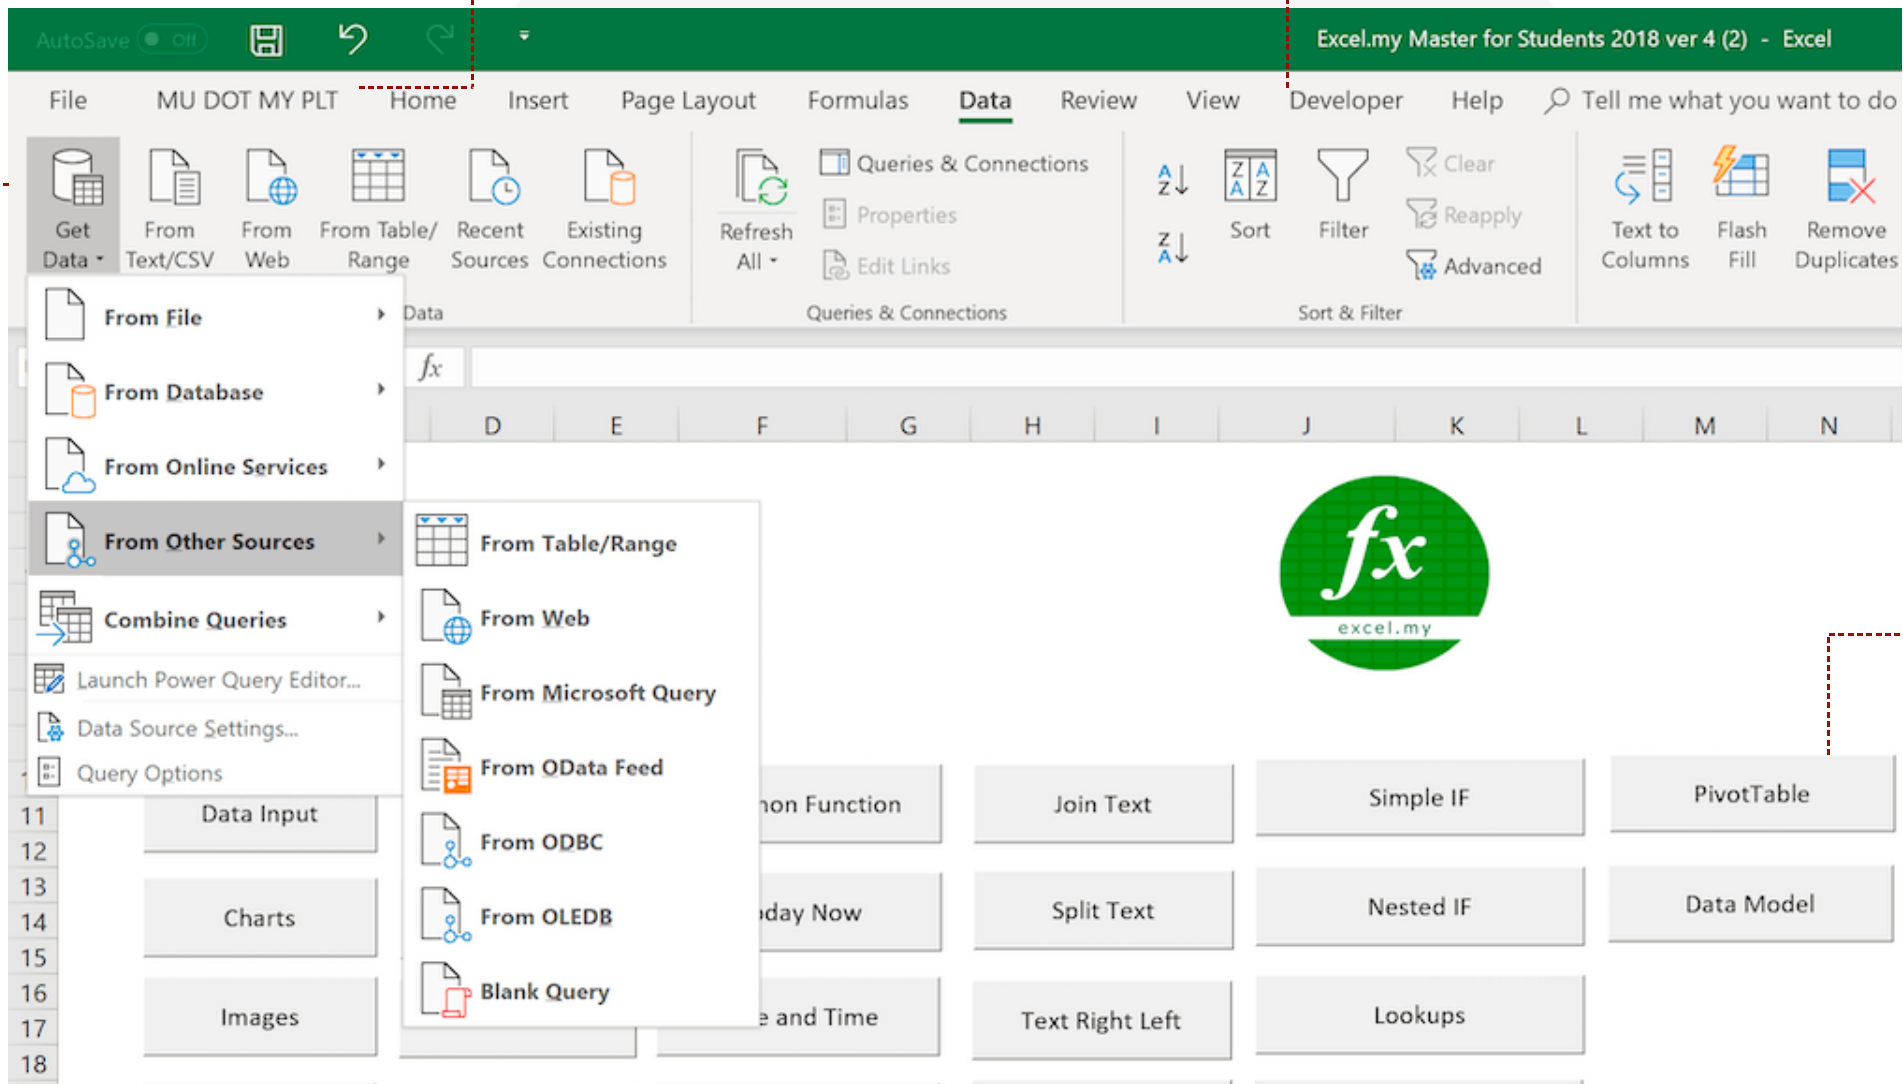 AutoSave Off
Excel.my Master for Students 2018 ver 4 (2) - Excel
File MU DOT MY PLT Home Insert Page Layout Formulas Data Review View Developer Help Tell me what you want to do
Get Data
From Text/CSV
From Web
From Table/ Range
Recent Sources
Existing Connections
Refresh All
Queries & Connections
Properties
Edit Links
Sort
Filter
Clear
Reapply
Advanced
Text to Columns
Flash Fill
Remove Duplicates
Data
Queries & Connections
Sort & Filter
fx
D E F G H I J K L M N
From File
From Database
From Online Services
From Other Sources
Combine Queries
Launch Power Query Editor...
Data Source Settings...
Query Options
From Table/Range
From Web
From Microsoft Query
From OData Feed
From ODBC
From OLEDB
Blank Query
fx
excel.my
11
12
13
14
15
16
17
18
Data Input
Function
Join Text
Simple IF
PivotTable
Charts
Now
Split Text
Nested IF
Data Model
Images
and Time
Text Right Left
Lookups